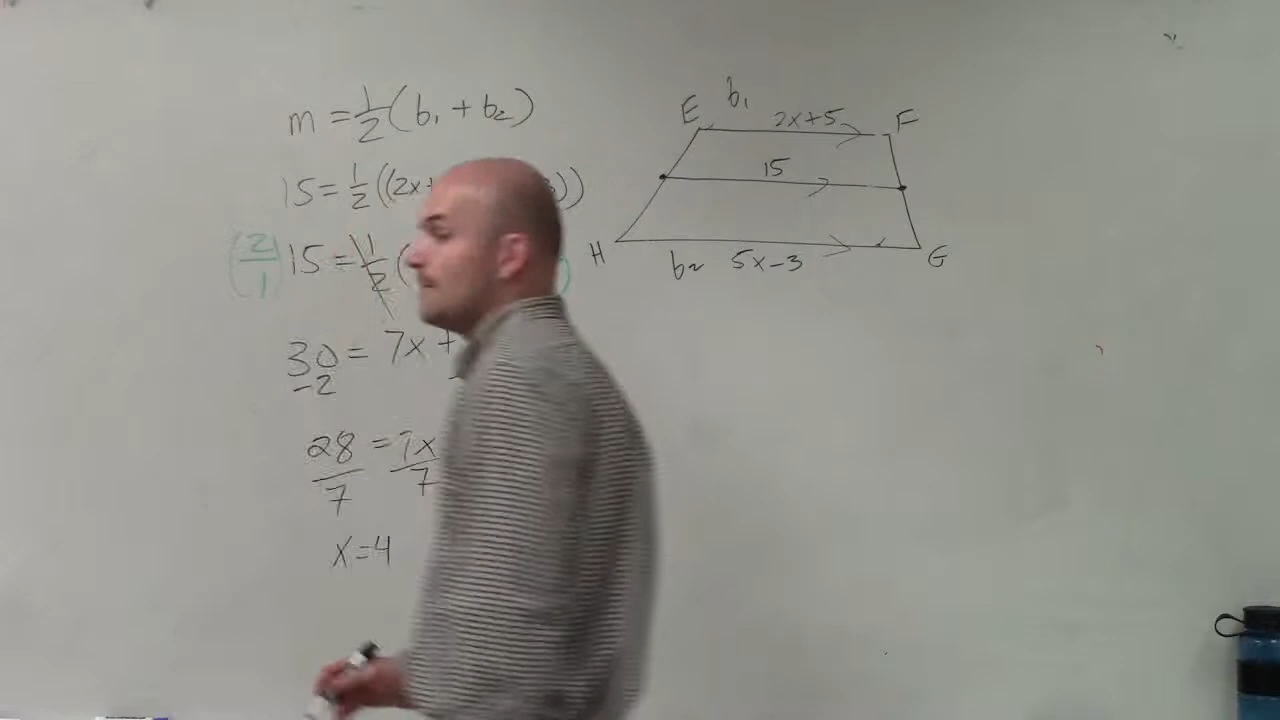 m = 1/2 (b₁ + b₂)
15 = 1/2 ((2x+ ))
(2/1) 15 = 1/2 (
30 = 7x +
-2
28/7 = 7x/7
x = 4
E b₁ 2x+5 F
15
H b₂ 5x-3 G